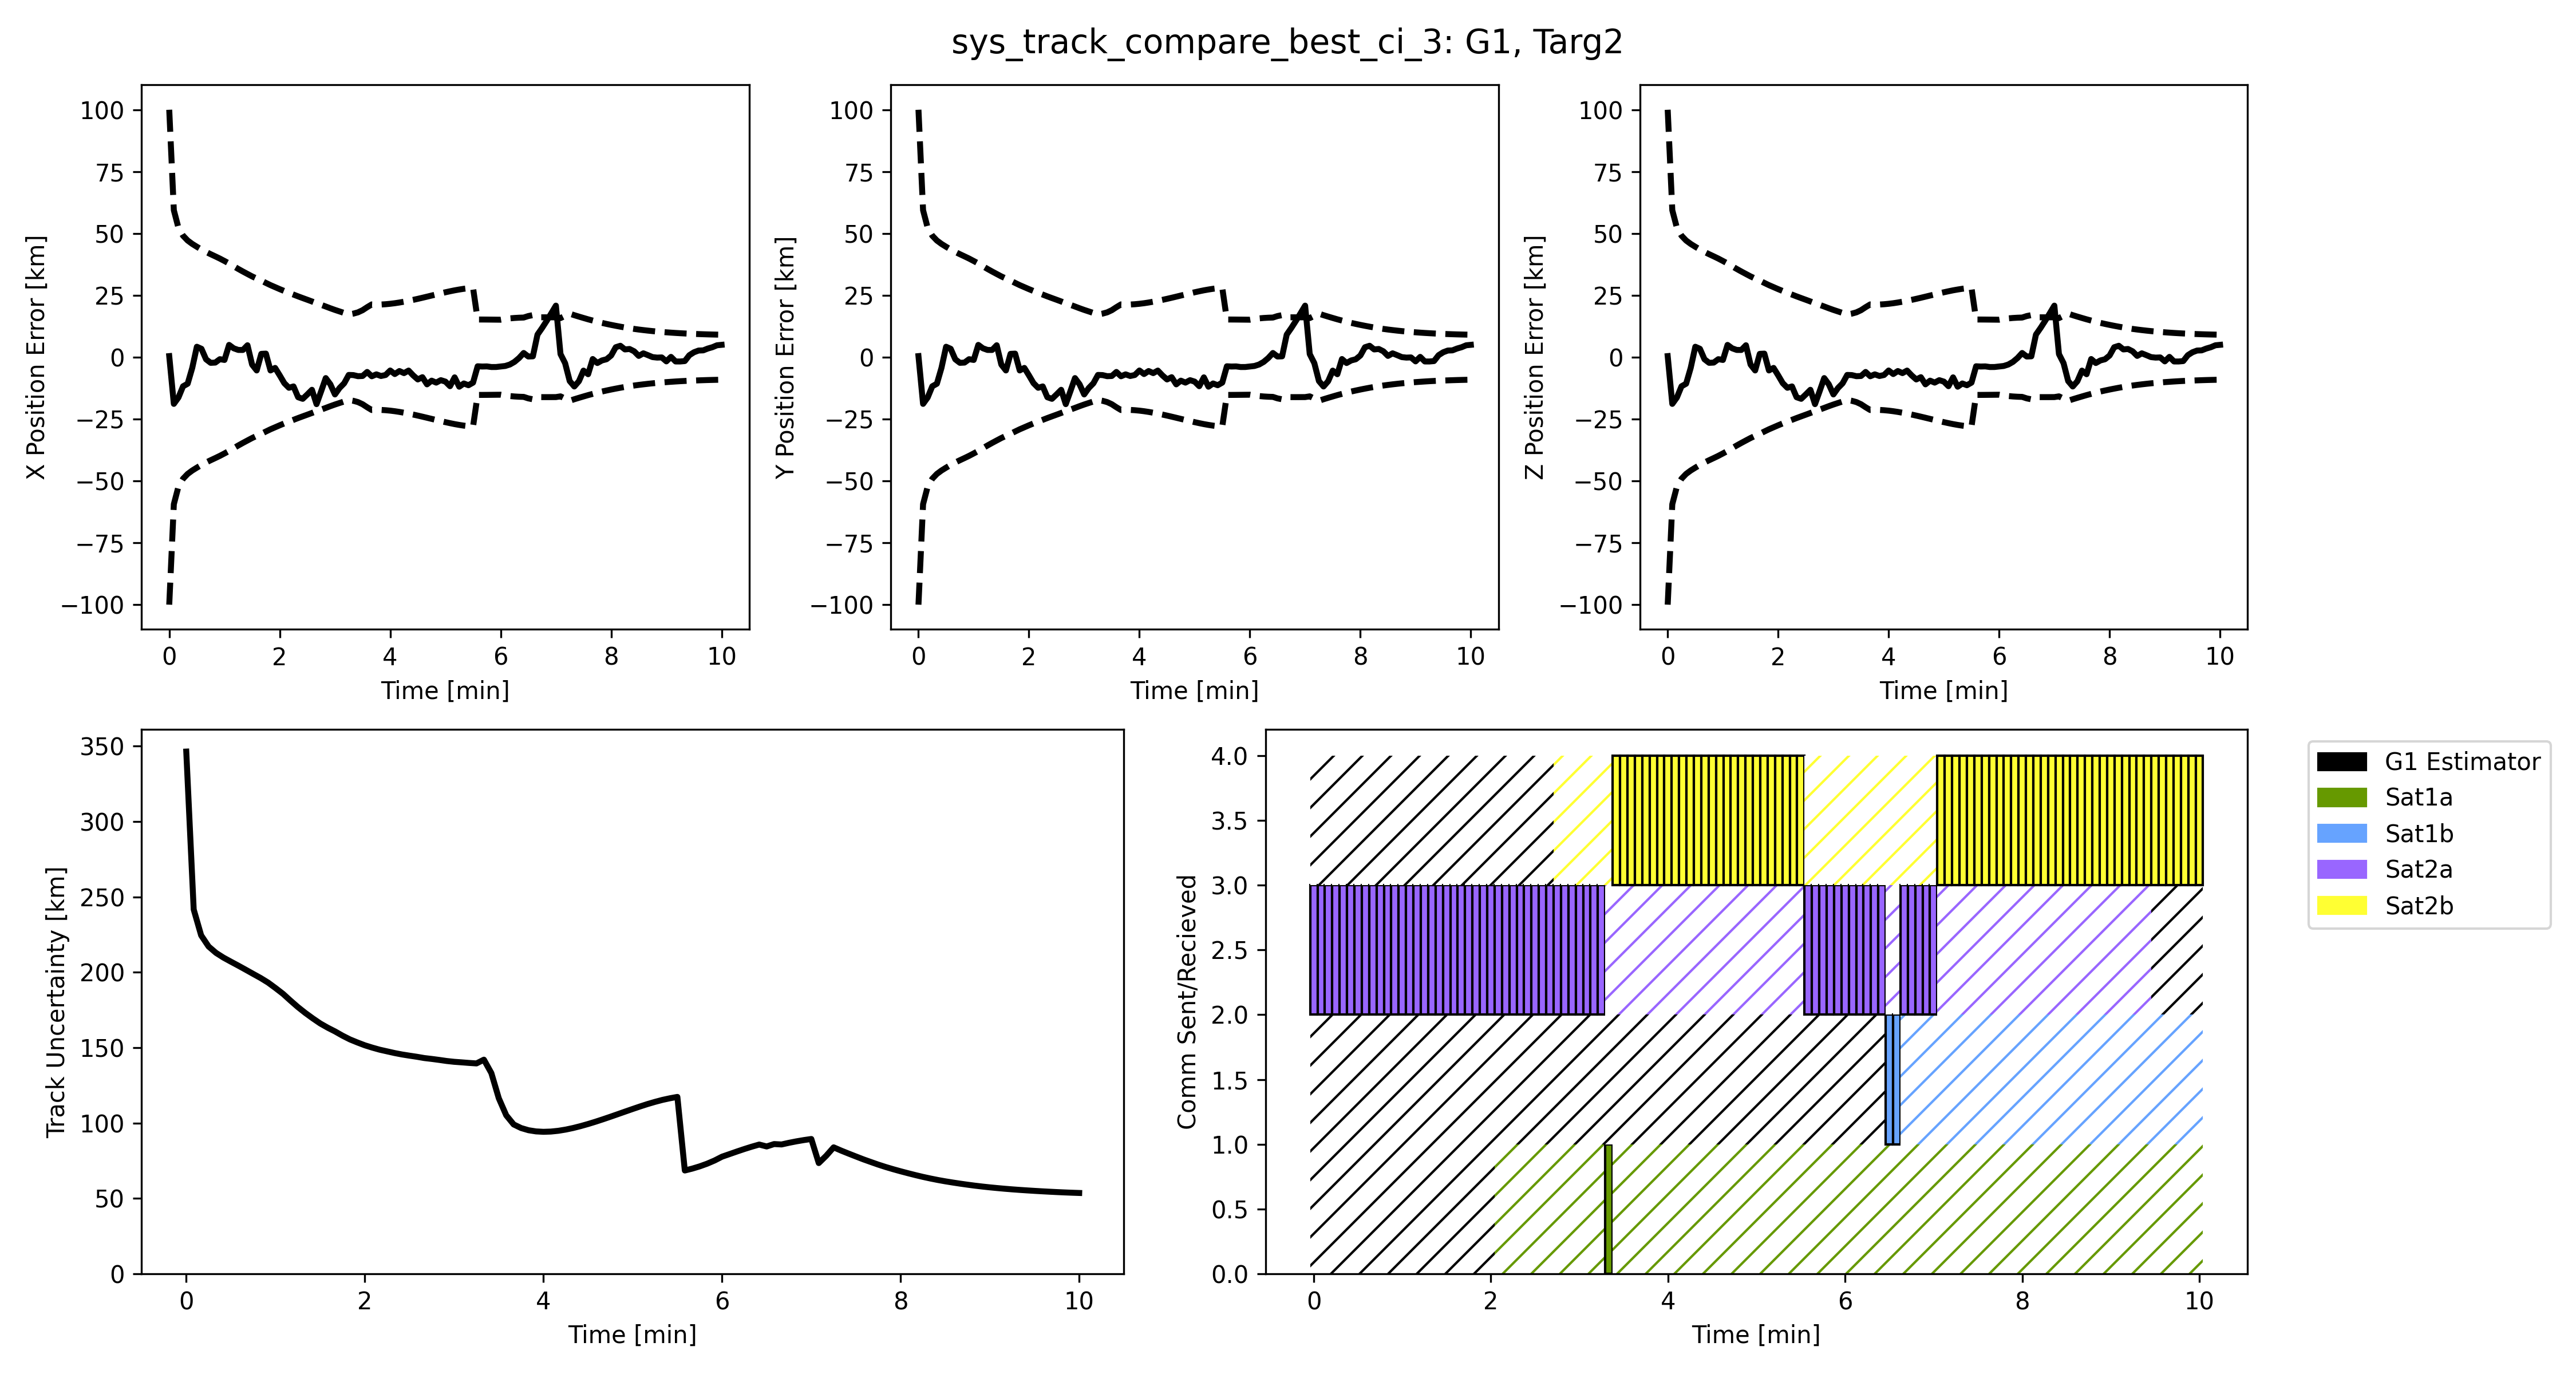 sys_track_compare_best_ci_3: G1, Targ2
X Position Error [km]
100
75
50
25
0
−25
−50
−75
−100
0 2 4 6 8 10
Time [min]
Y Position Error [km]
100
75
50
25
0
−25
−50
−75
−100
0 2 4 6 8 10
Time [min]
Z Position Error [km]
100
75
50
25
0
−25
−50
−75
−100
0 2 4 6 8 10
Time [min]
Track Uncertainty [km]
350
300
250
200
150
100
50
0
0 2 4 6 8 10
Time [min]
Comm Sent/Recieved
4.0
3.5
3.0
2.5
2.0
1.5
1.0
0.5
0.0
0 2 4 6 8 10
Time [min]
G1 Estimator
Sat1a
Sat1b
Sat2a
Sat2b